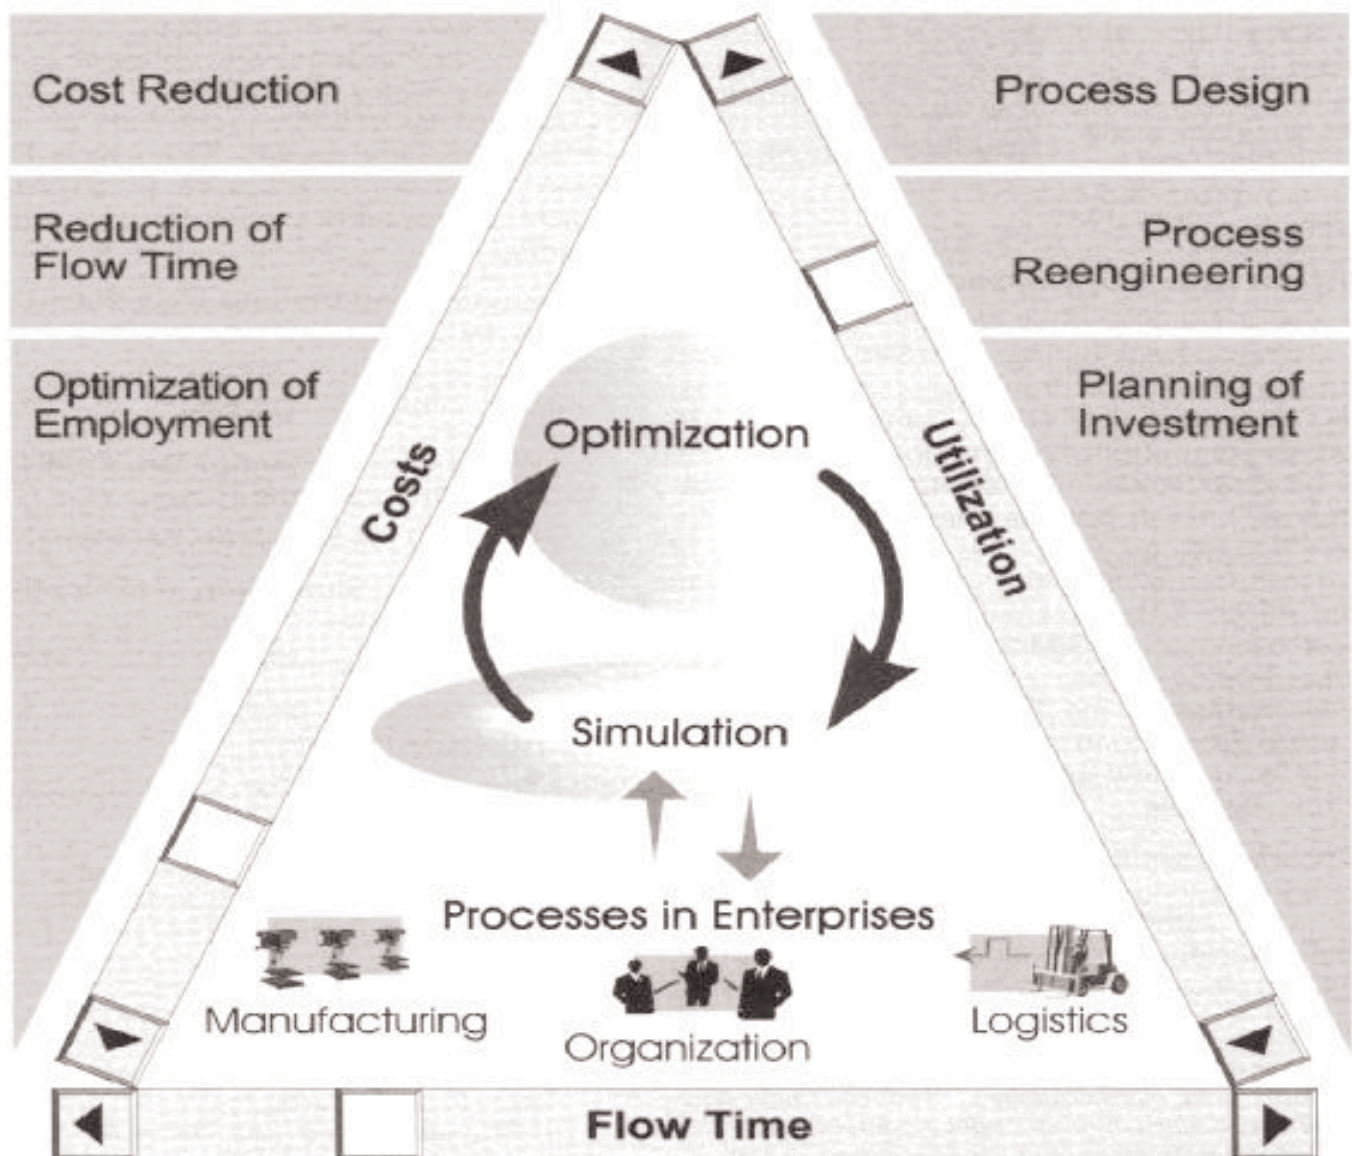 Cost Reduction
Process Design
Reduction of
Flow Time
Process
Reengineering
Optimization of
Employment
Planning of
Investment
Costs
Utilization
Optimization
Simulation
Processes in Enterprises
Manufacturing
Organization
Logistics
Flow Time